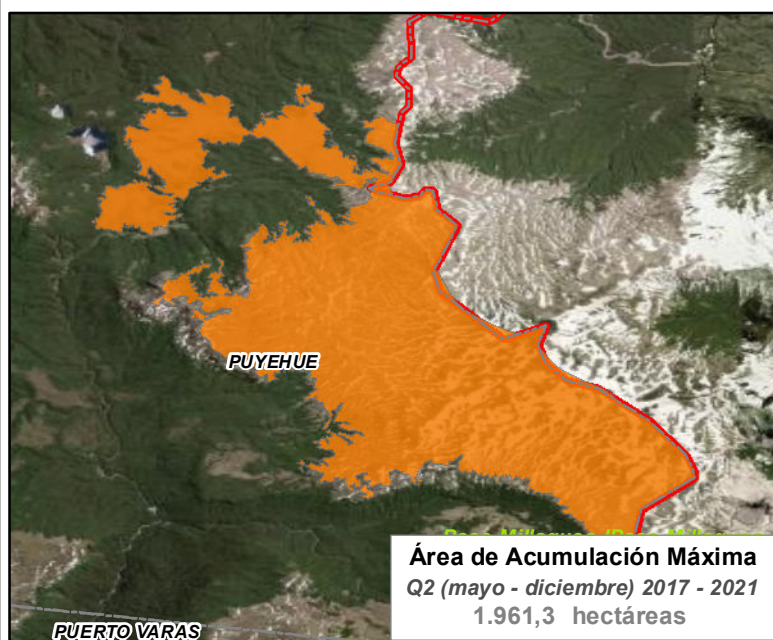 PUYEHUE
Área de Acumulación Máxima
Q2 (mayo - diciembre) 2017 - 2021
1.961,3 hectáreas
PUERTO VARAS